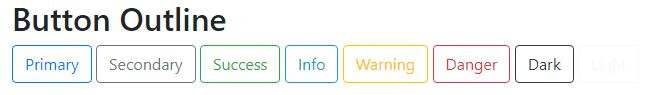 Button Outline
Primary Secondary Success Info Warning Danger Dark Light